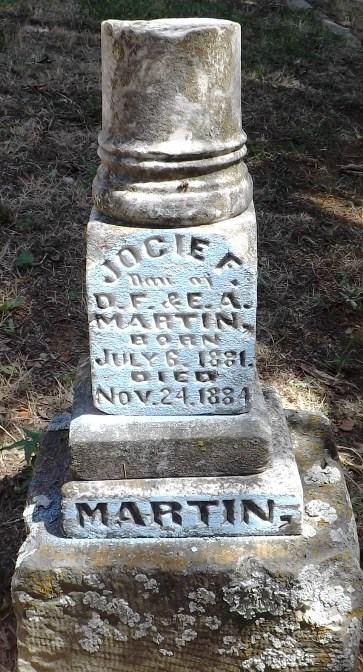 JOCIE F.
Dau of
D.F. & E.A.
MARTIN,
BORN
JULY 6. 1881.
DIED
NOV. 24. 1884
MARTIN,